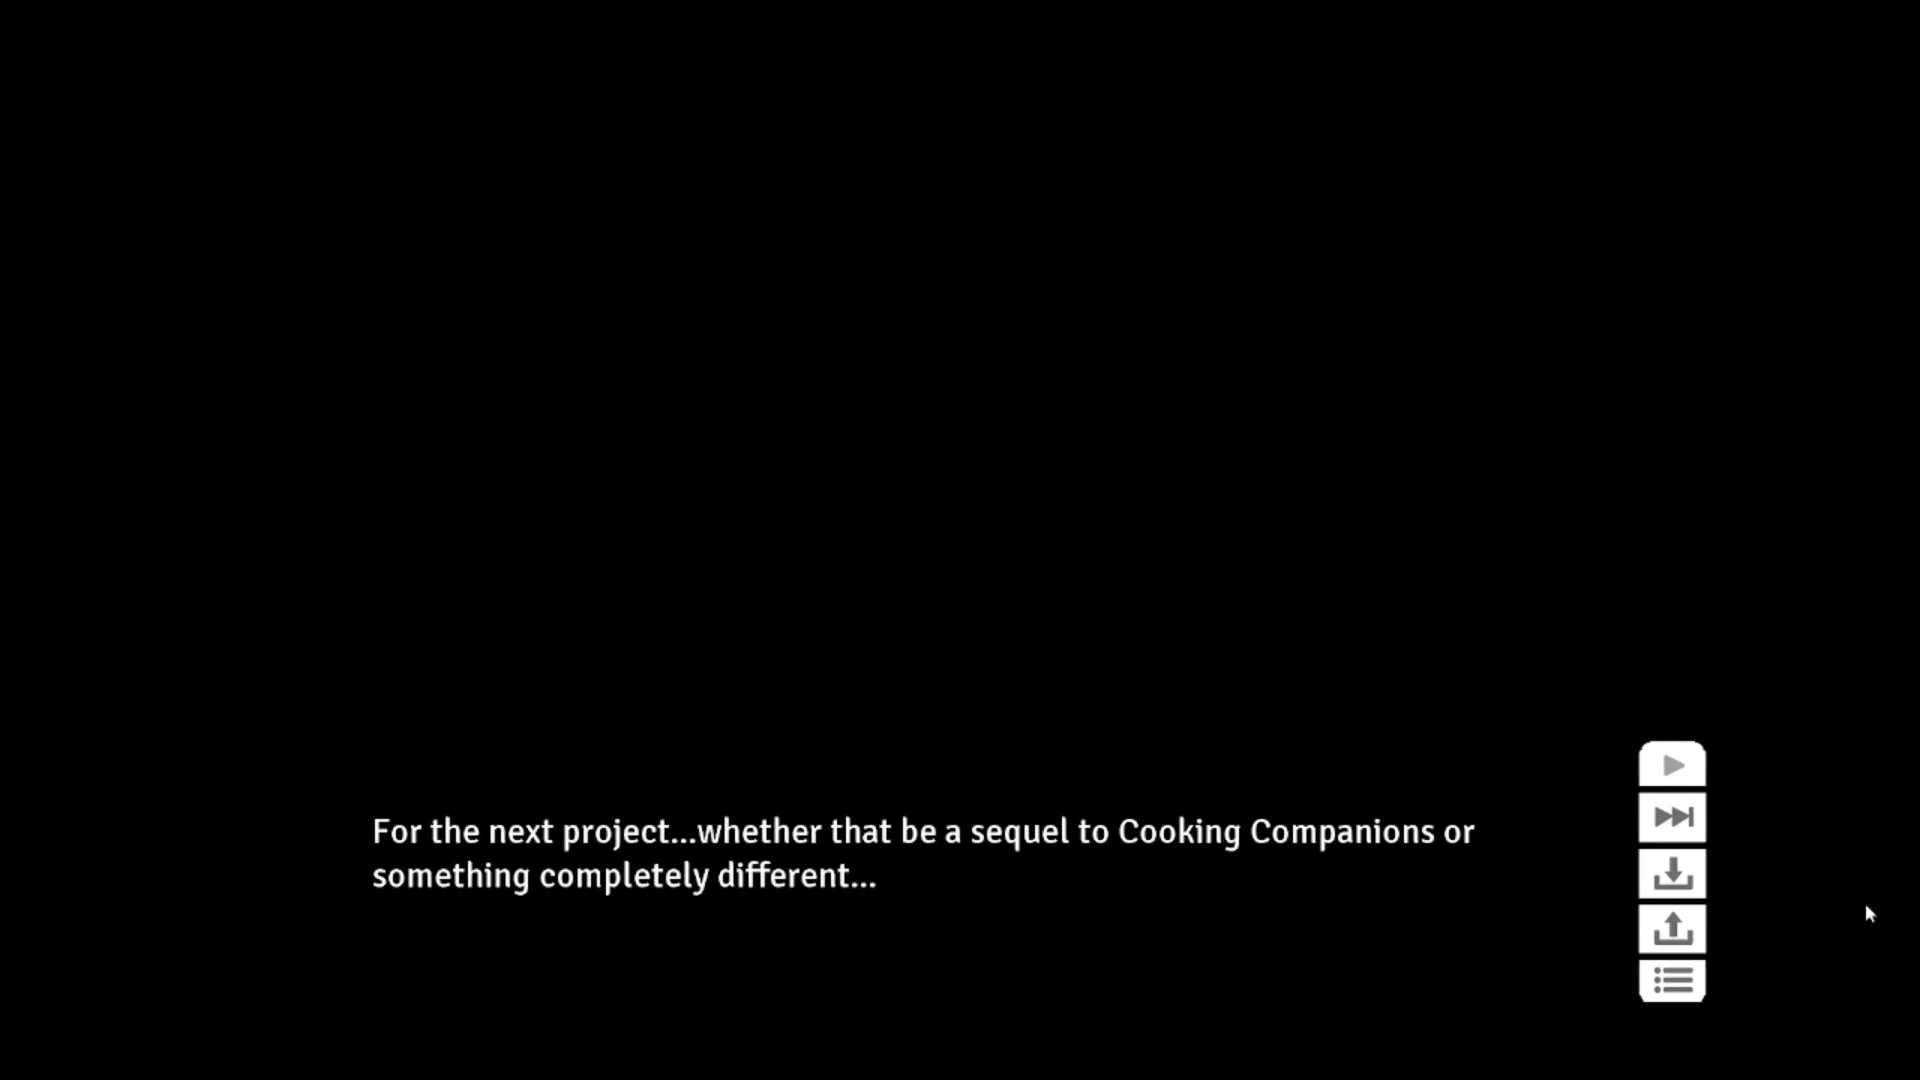 For the next project...whether that be a sequel to Cooking Companions or
something completely different...